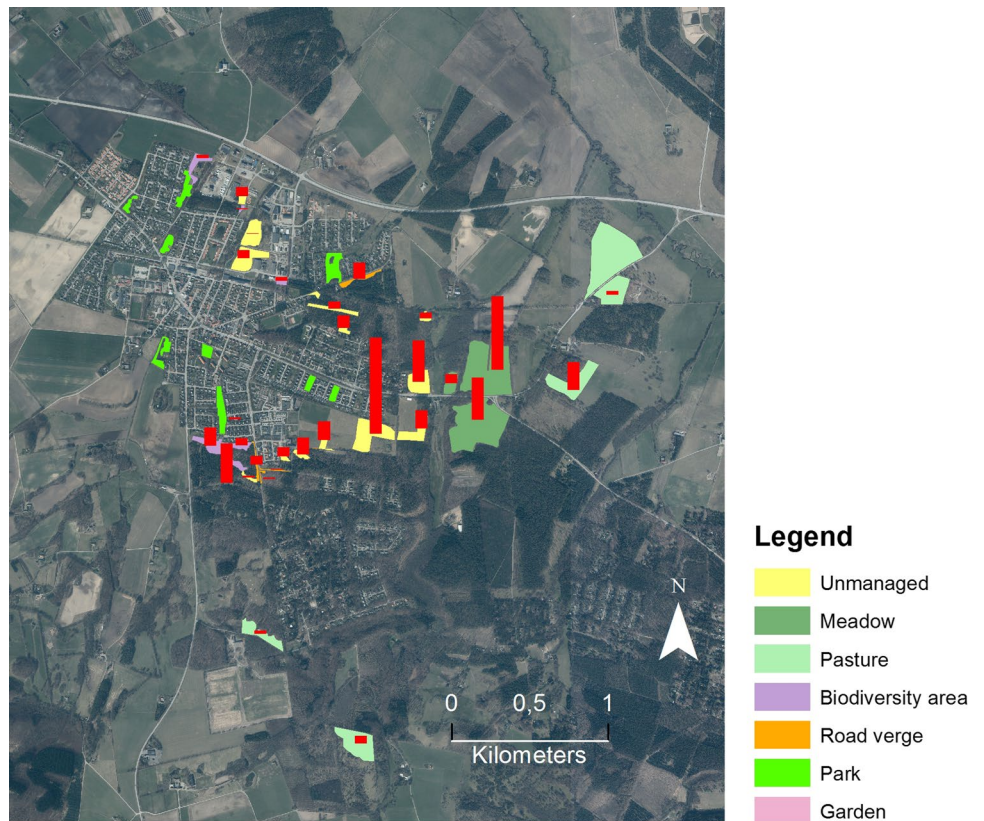 Legend
Unmanaged
Meadow
Pasture
Biodiversity area
Road verge
Park
Garden
N
0 0,5 1
Kilometers